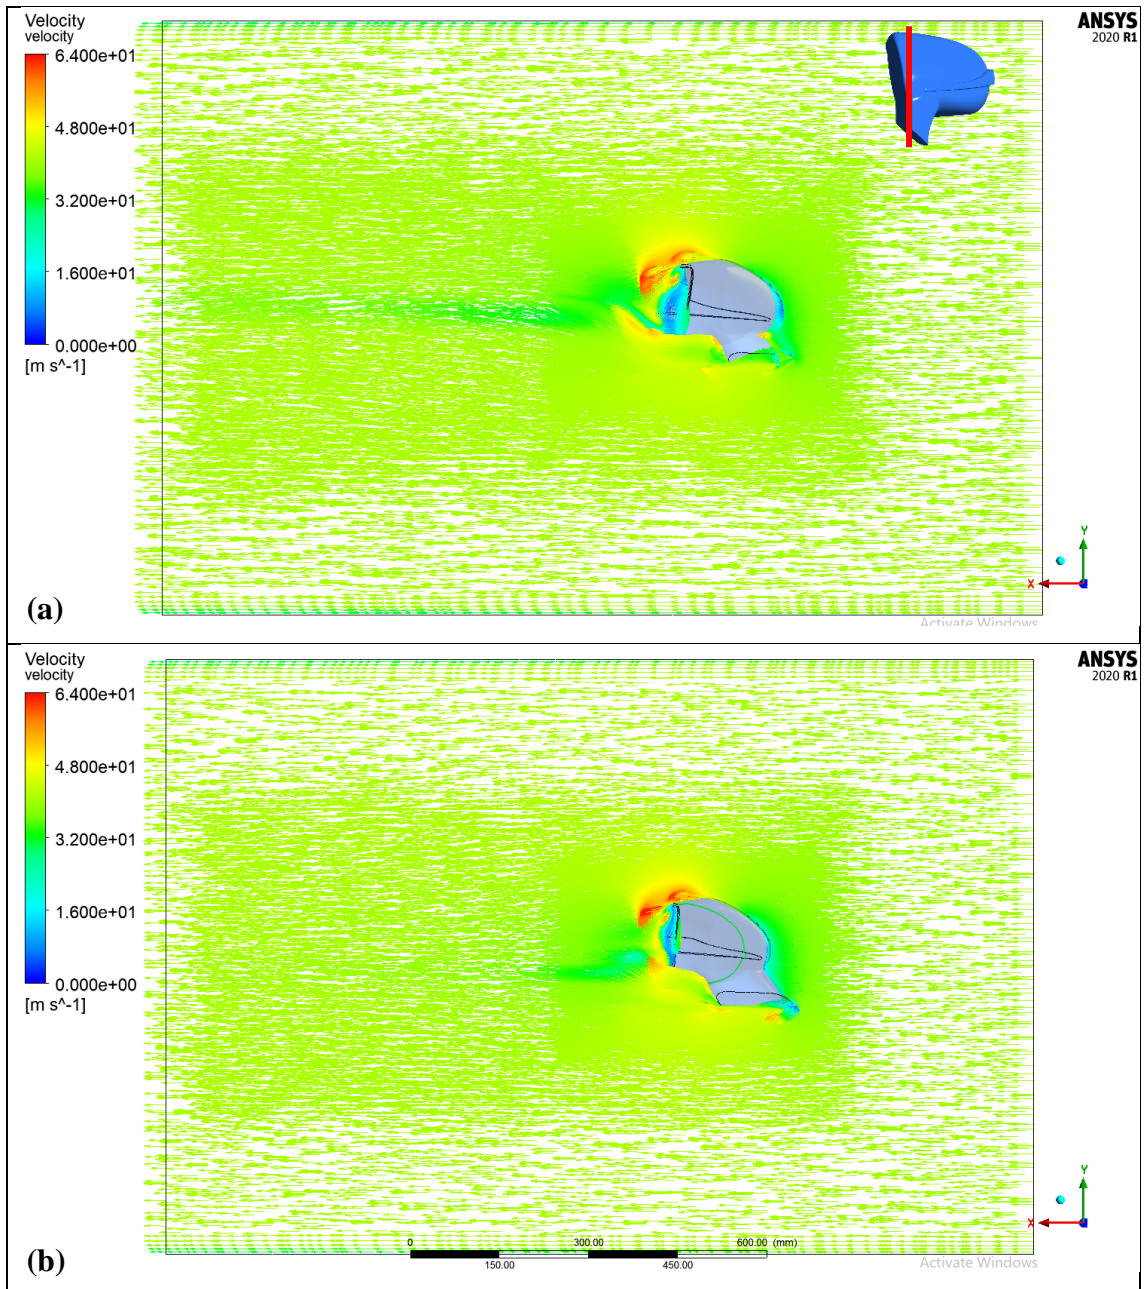 Velocity
velocity
6.400e+01
4.800e+01
3.200e+01
1.600e+01
0.000e+00
[m s^-1]
ANSYS
2020 R1
Y
X
Activate Windows
(a)
Velocity
velocity
6.400e+01
4.800e+01
3.200e+01
1.600e+01
0.000e+00
[m s^-1]
ANSYS
2020 R1
Y
X
0 300.00 600.00 (mm)
150.00 450.00
Activate Windows
(b)